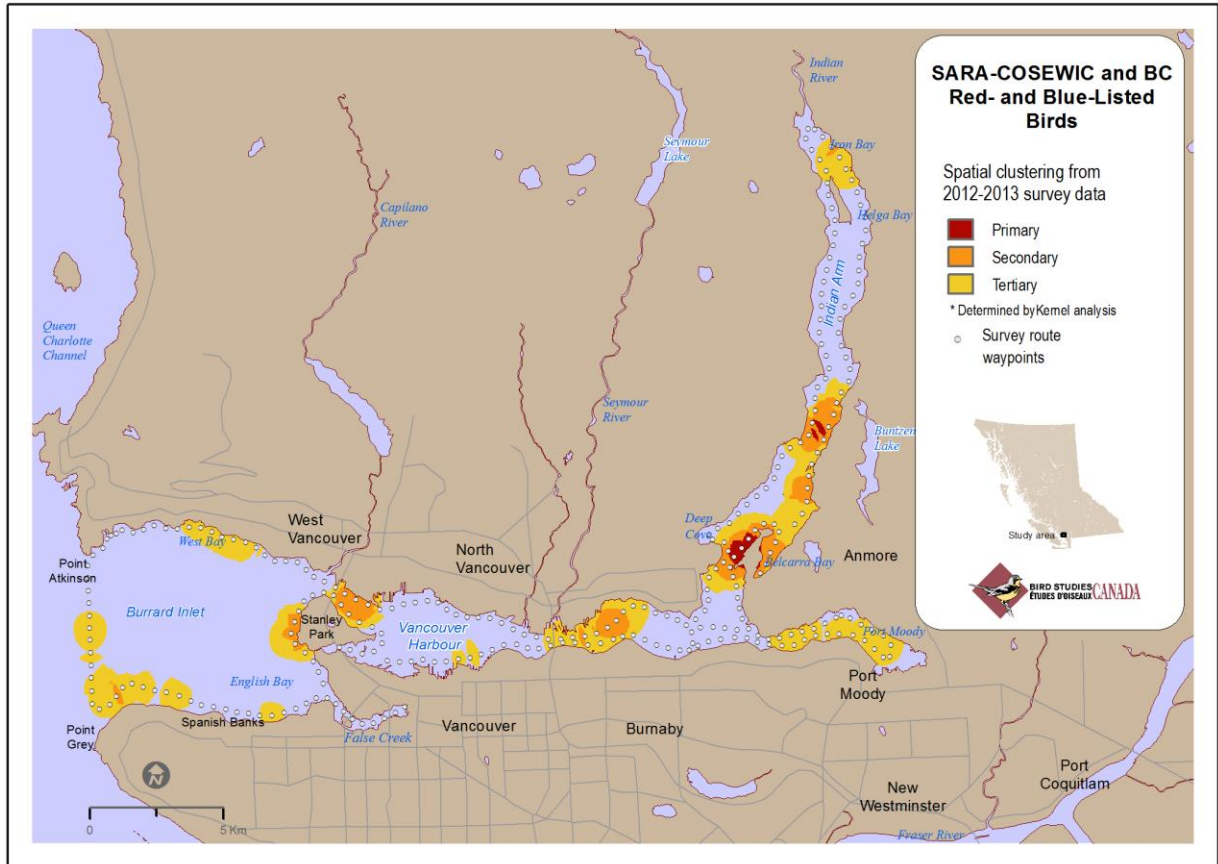 SARA-COSEWIC and BC
Red- and Blue-Listed
Birds
Spatial clustering from
2012-2013 survey data
Primary
Secondary
Tertiary
* Determined by Kernel analysis
Survey route
waypoints
Study area
BIRD STUDIES
ÉTUDES D'OISEAUX
CANADA
Indian
River
Iron Bay
Seymour
Lake
Helga Bay
Capilano
River
Indian Arm
Queen
Charlotte
Channel
Seymour
River
Buntzen
Lake
Deep
Cove
West
Vancouver
West Bay
North
Vancouver
Anmore
Belcarra Bay
Point
Atkinson
Burrard Inlet
Stanley
Park
Vancouver
Harbour
Port Moody
English Bay
Port
Moody
Spanish Banks
Point
Grey
Vancouver
Burnaby
False Creek
Port
Coquitlam
New
Westminster
Fraser River
N
0
5 Km